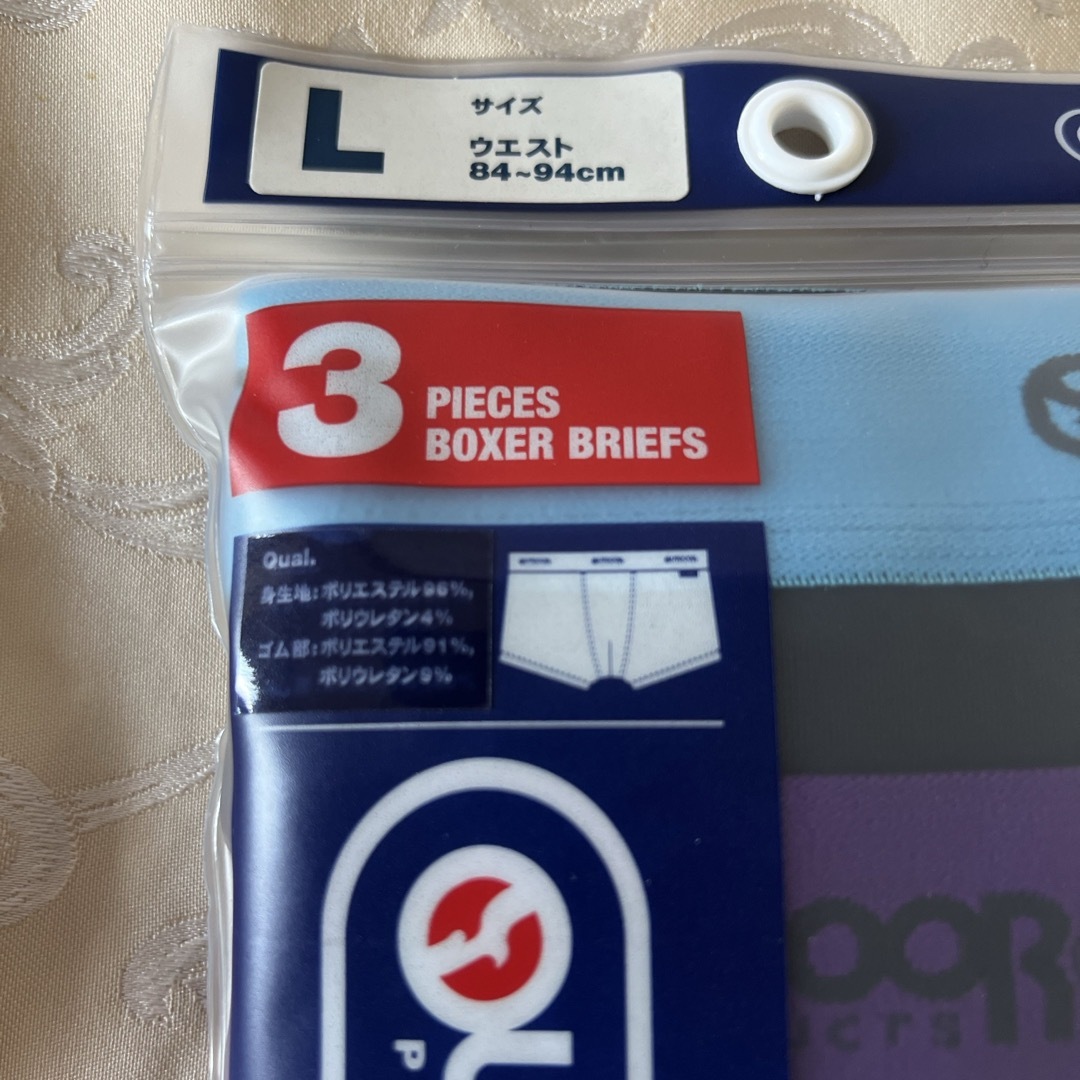 L
サイズ
ウエスト
84~94cm
3
PIECES
BOXER BRIEFS
Qual.
身生地:ポリエステル96%,
ポリウレタン4%
ゴム部:ポリエステル91%,
ポリウレタン9%